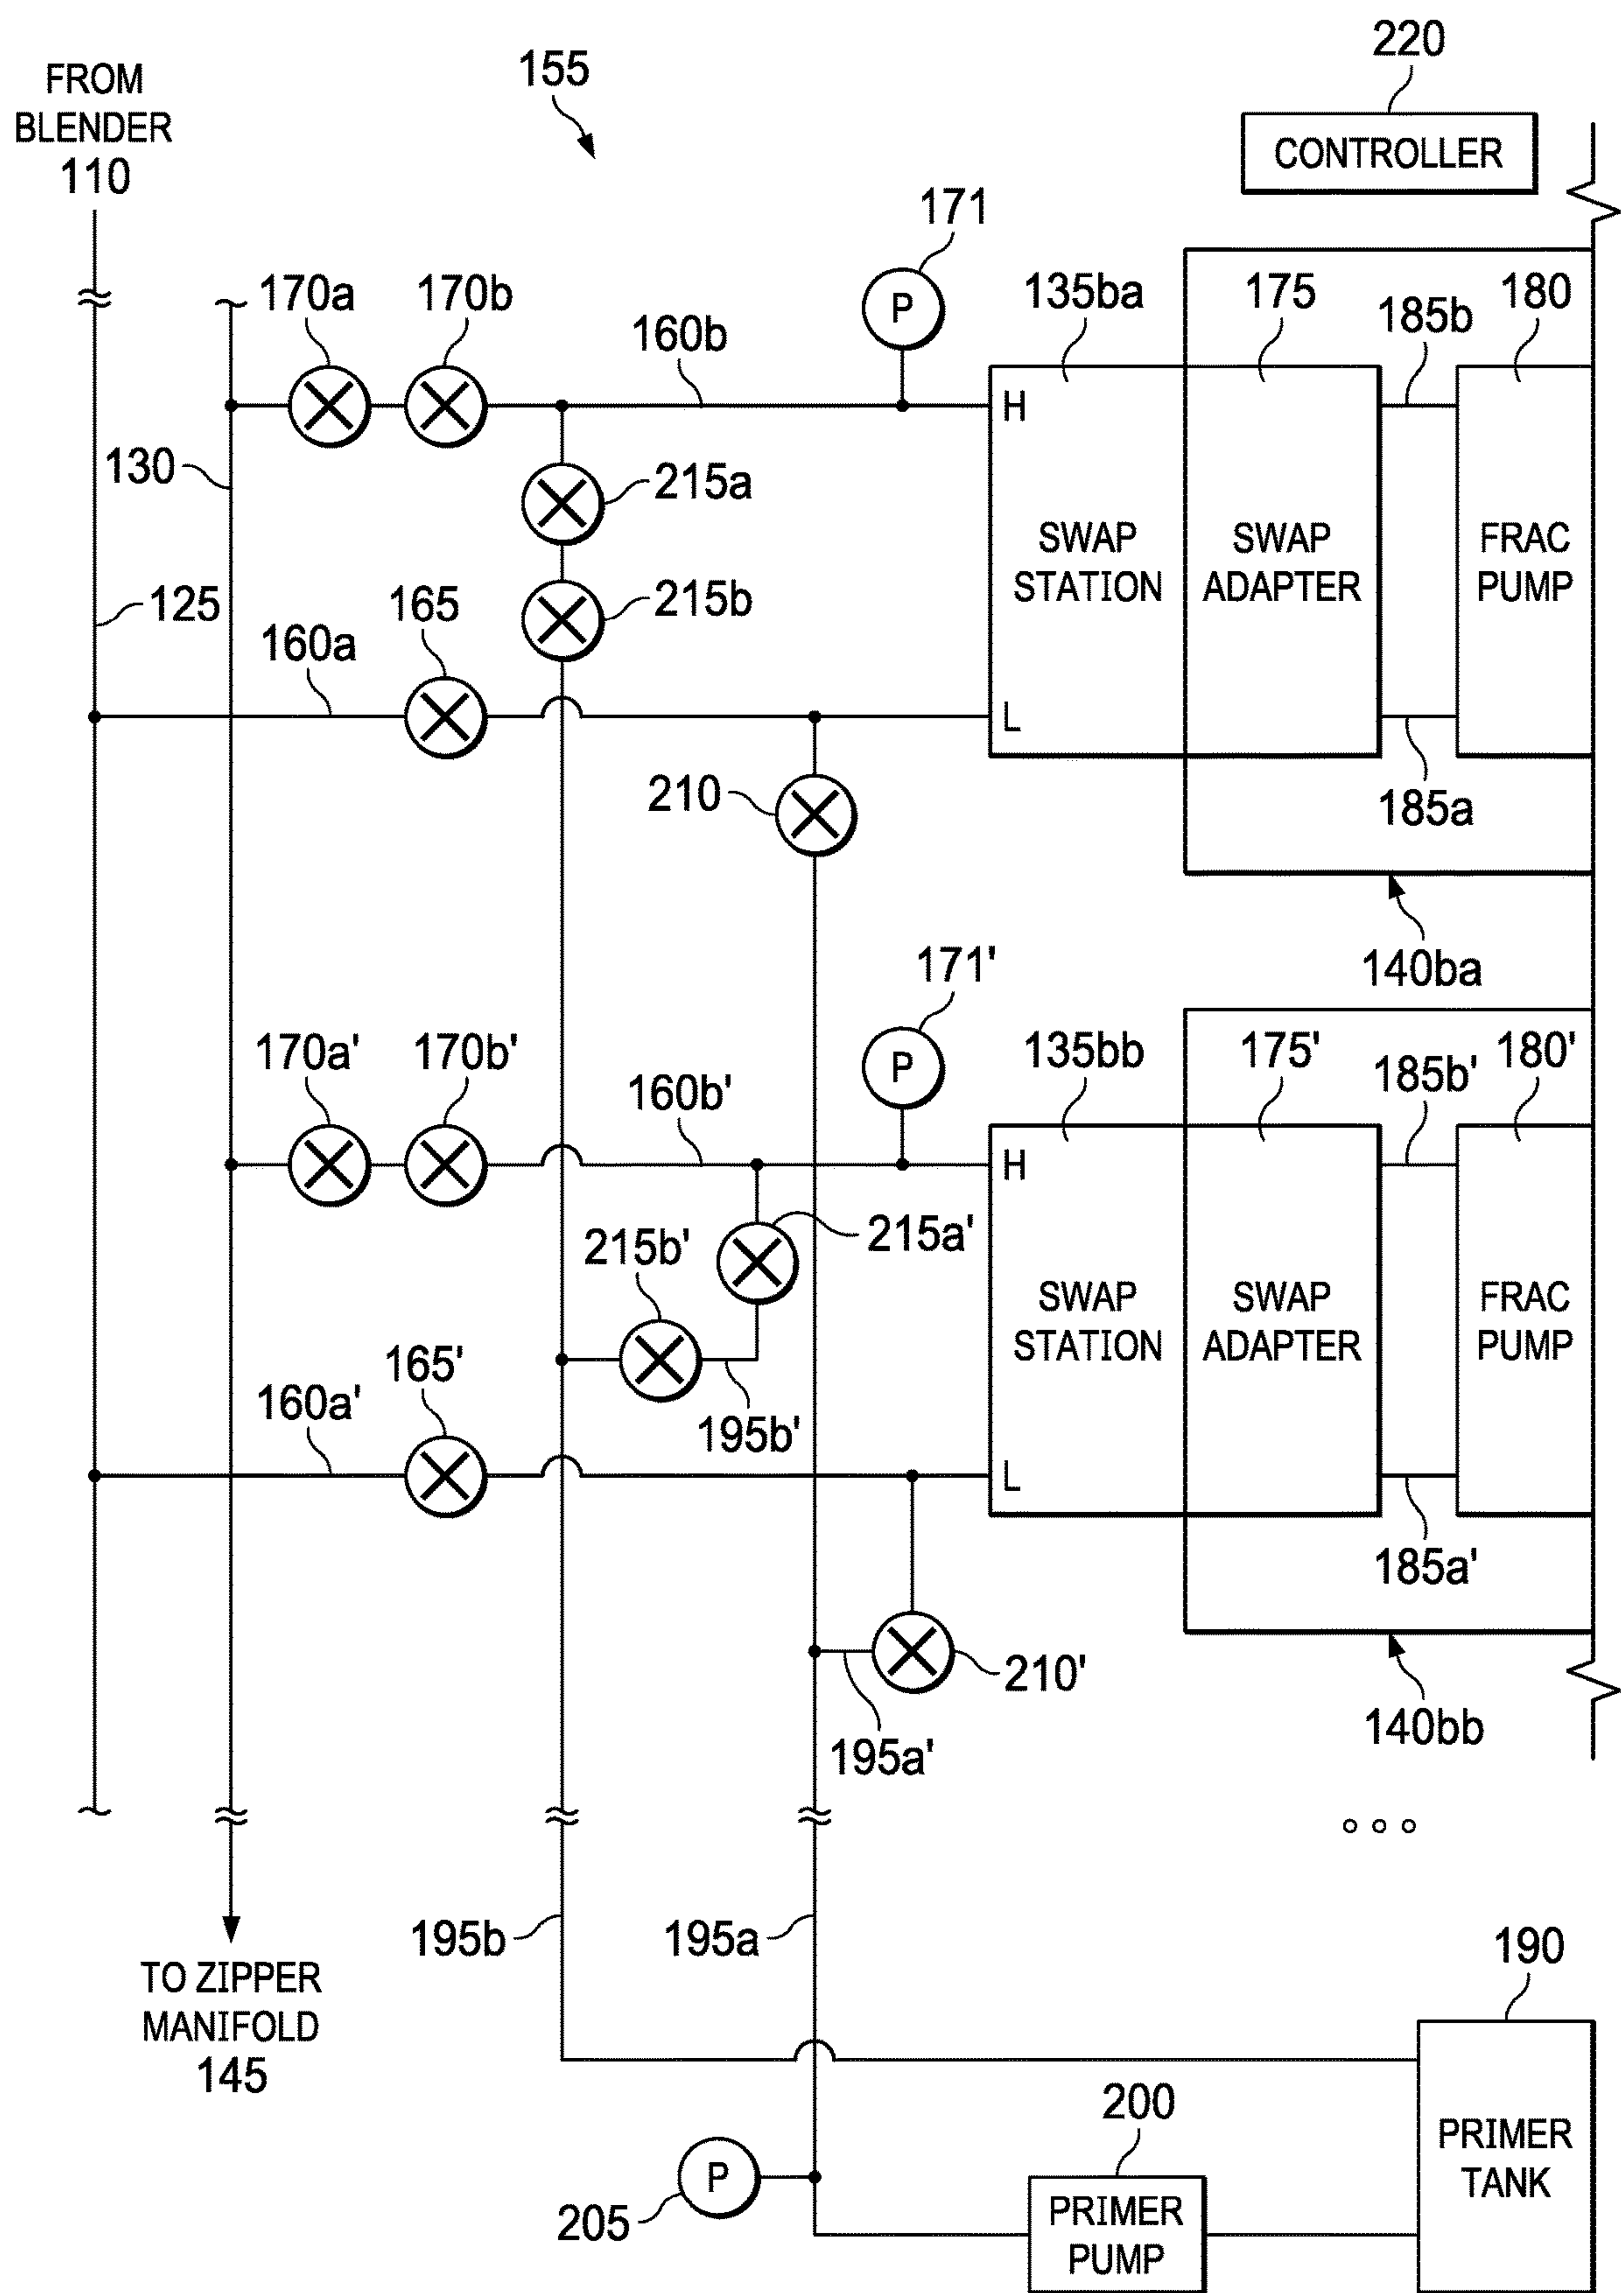 220
FROM
BLENDER
110
155
CONTROLLER
171
170a
170b
160b
P
135ba
175
185b
180
H
130
215a
SWAP
STATION
SWAP
ADAPTER
FRAC
PUMP
125
215b
160a
165
L
210
185a
140ba
171'
170a'
170b'
160b'
P
135bb
175'
185b'
180'
H
215b'
215a'
SWAP
STATION
SWAP
ADAPTER
FRAC
PUMP
165'
160a'
195b'
L
185a'
210'
140bb
195a'
195b
195a
TO ZIPPER
MANIFOLD
145
190
200
PRIMER
TANK
P
205
PRIMER
PUMP